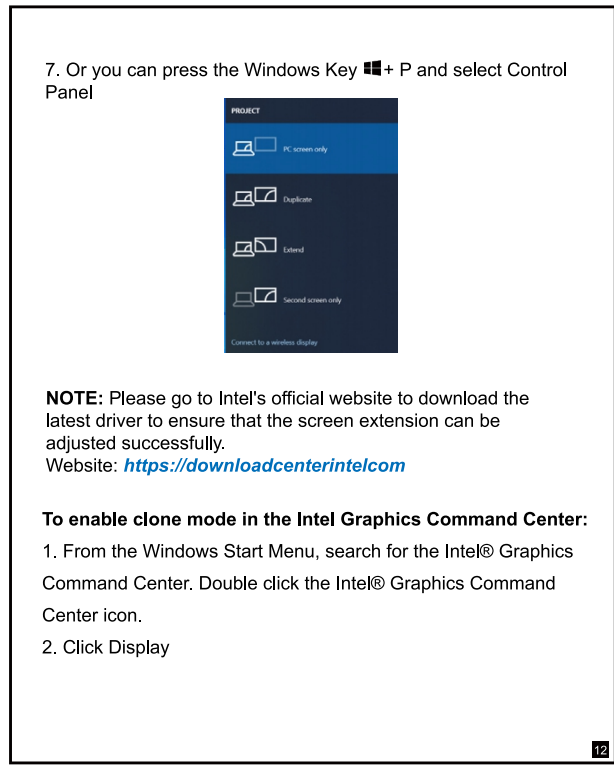 7. Or you can press the Windows Key + P and select Control
Panel
PROJECT
PC screen only
Duplicate
Extend
Second screen only
Connect to a wireless display
NOTE: Please go to Intel's official website to download the
latest driver to ensure that the screen extension can be
adjusted successfully.
Website: https://downloadcenterintelcom
To enable clone mode in the Intel Graphics Command Center:
1. From the Windows Start Menu, search for the Intel® Graphics
Command Center. Double click the Intel® Graphics Command
Center icon.
2. Click Display
12